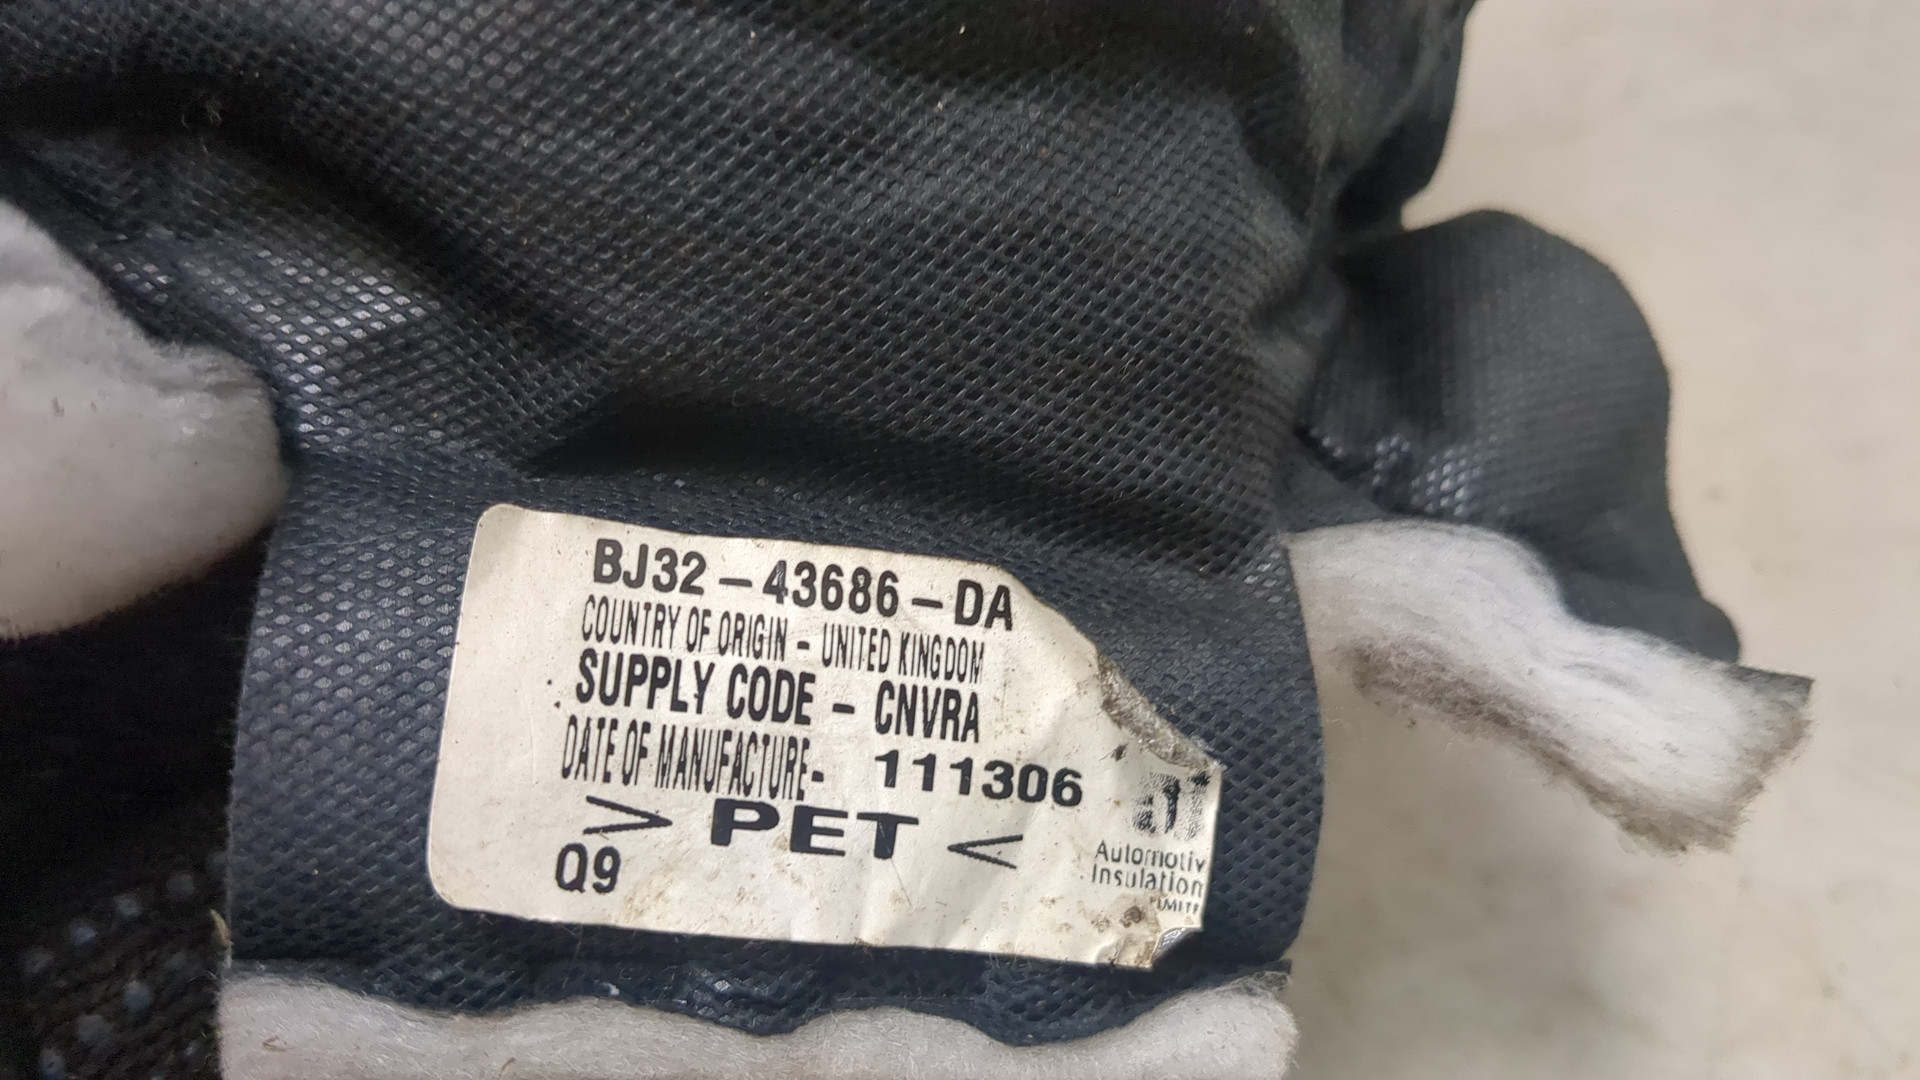 BJ32-43686-DA
COUNTRY OF ORIGIN - UNITED KINGDOM
SUPPLY CODE - CNVRA
DATE OF MANUFACTURE- 111306
> PET <
Q9
Automotiv
Insulation